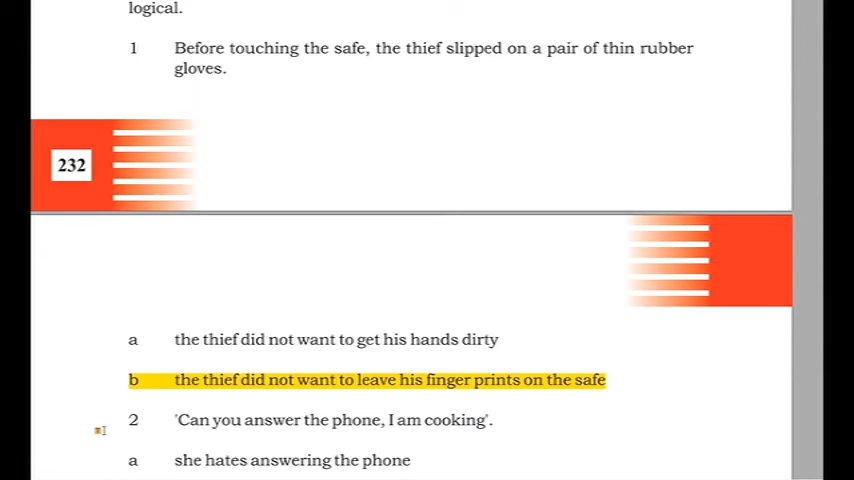 logical.
1 Before touching the safe, the thief slipped on a pair of thin rubber
gloves.
232
a the thief did not want to get his hands dirty
b the thief did not want to leave his finger prints on the safe
2 'Can you answer the phone, I am cooking'.
a she hates answering the phone